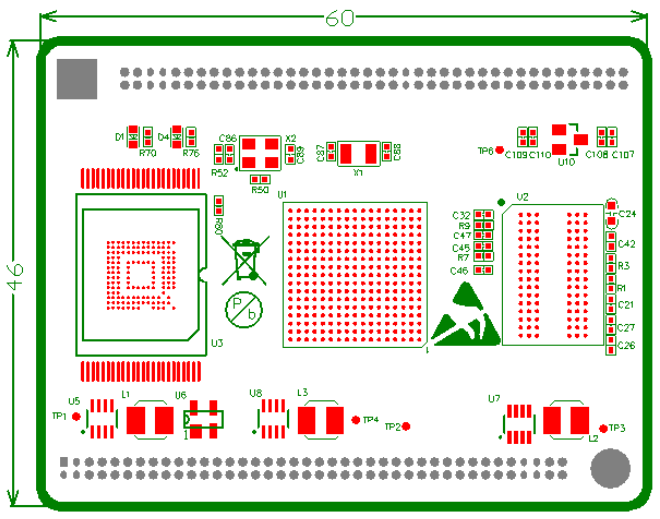 60
46
D1
R70
D4
R76
C86
R52
X2
C89
R50
C87
X1
C88
TP6
C109
C110
U10
C108
C107
R80
U1
C32
R9
C47
C45
R7
C46
U2
C24
C42
R3
R1
C21
C27
C26
P
b
U3
1
U5
TP1
L1
U6
1
U8
L3
TP4
TP2
U7
L2
TP3